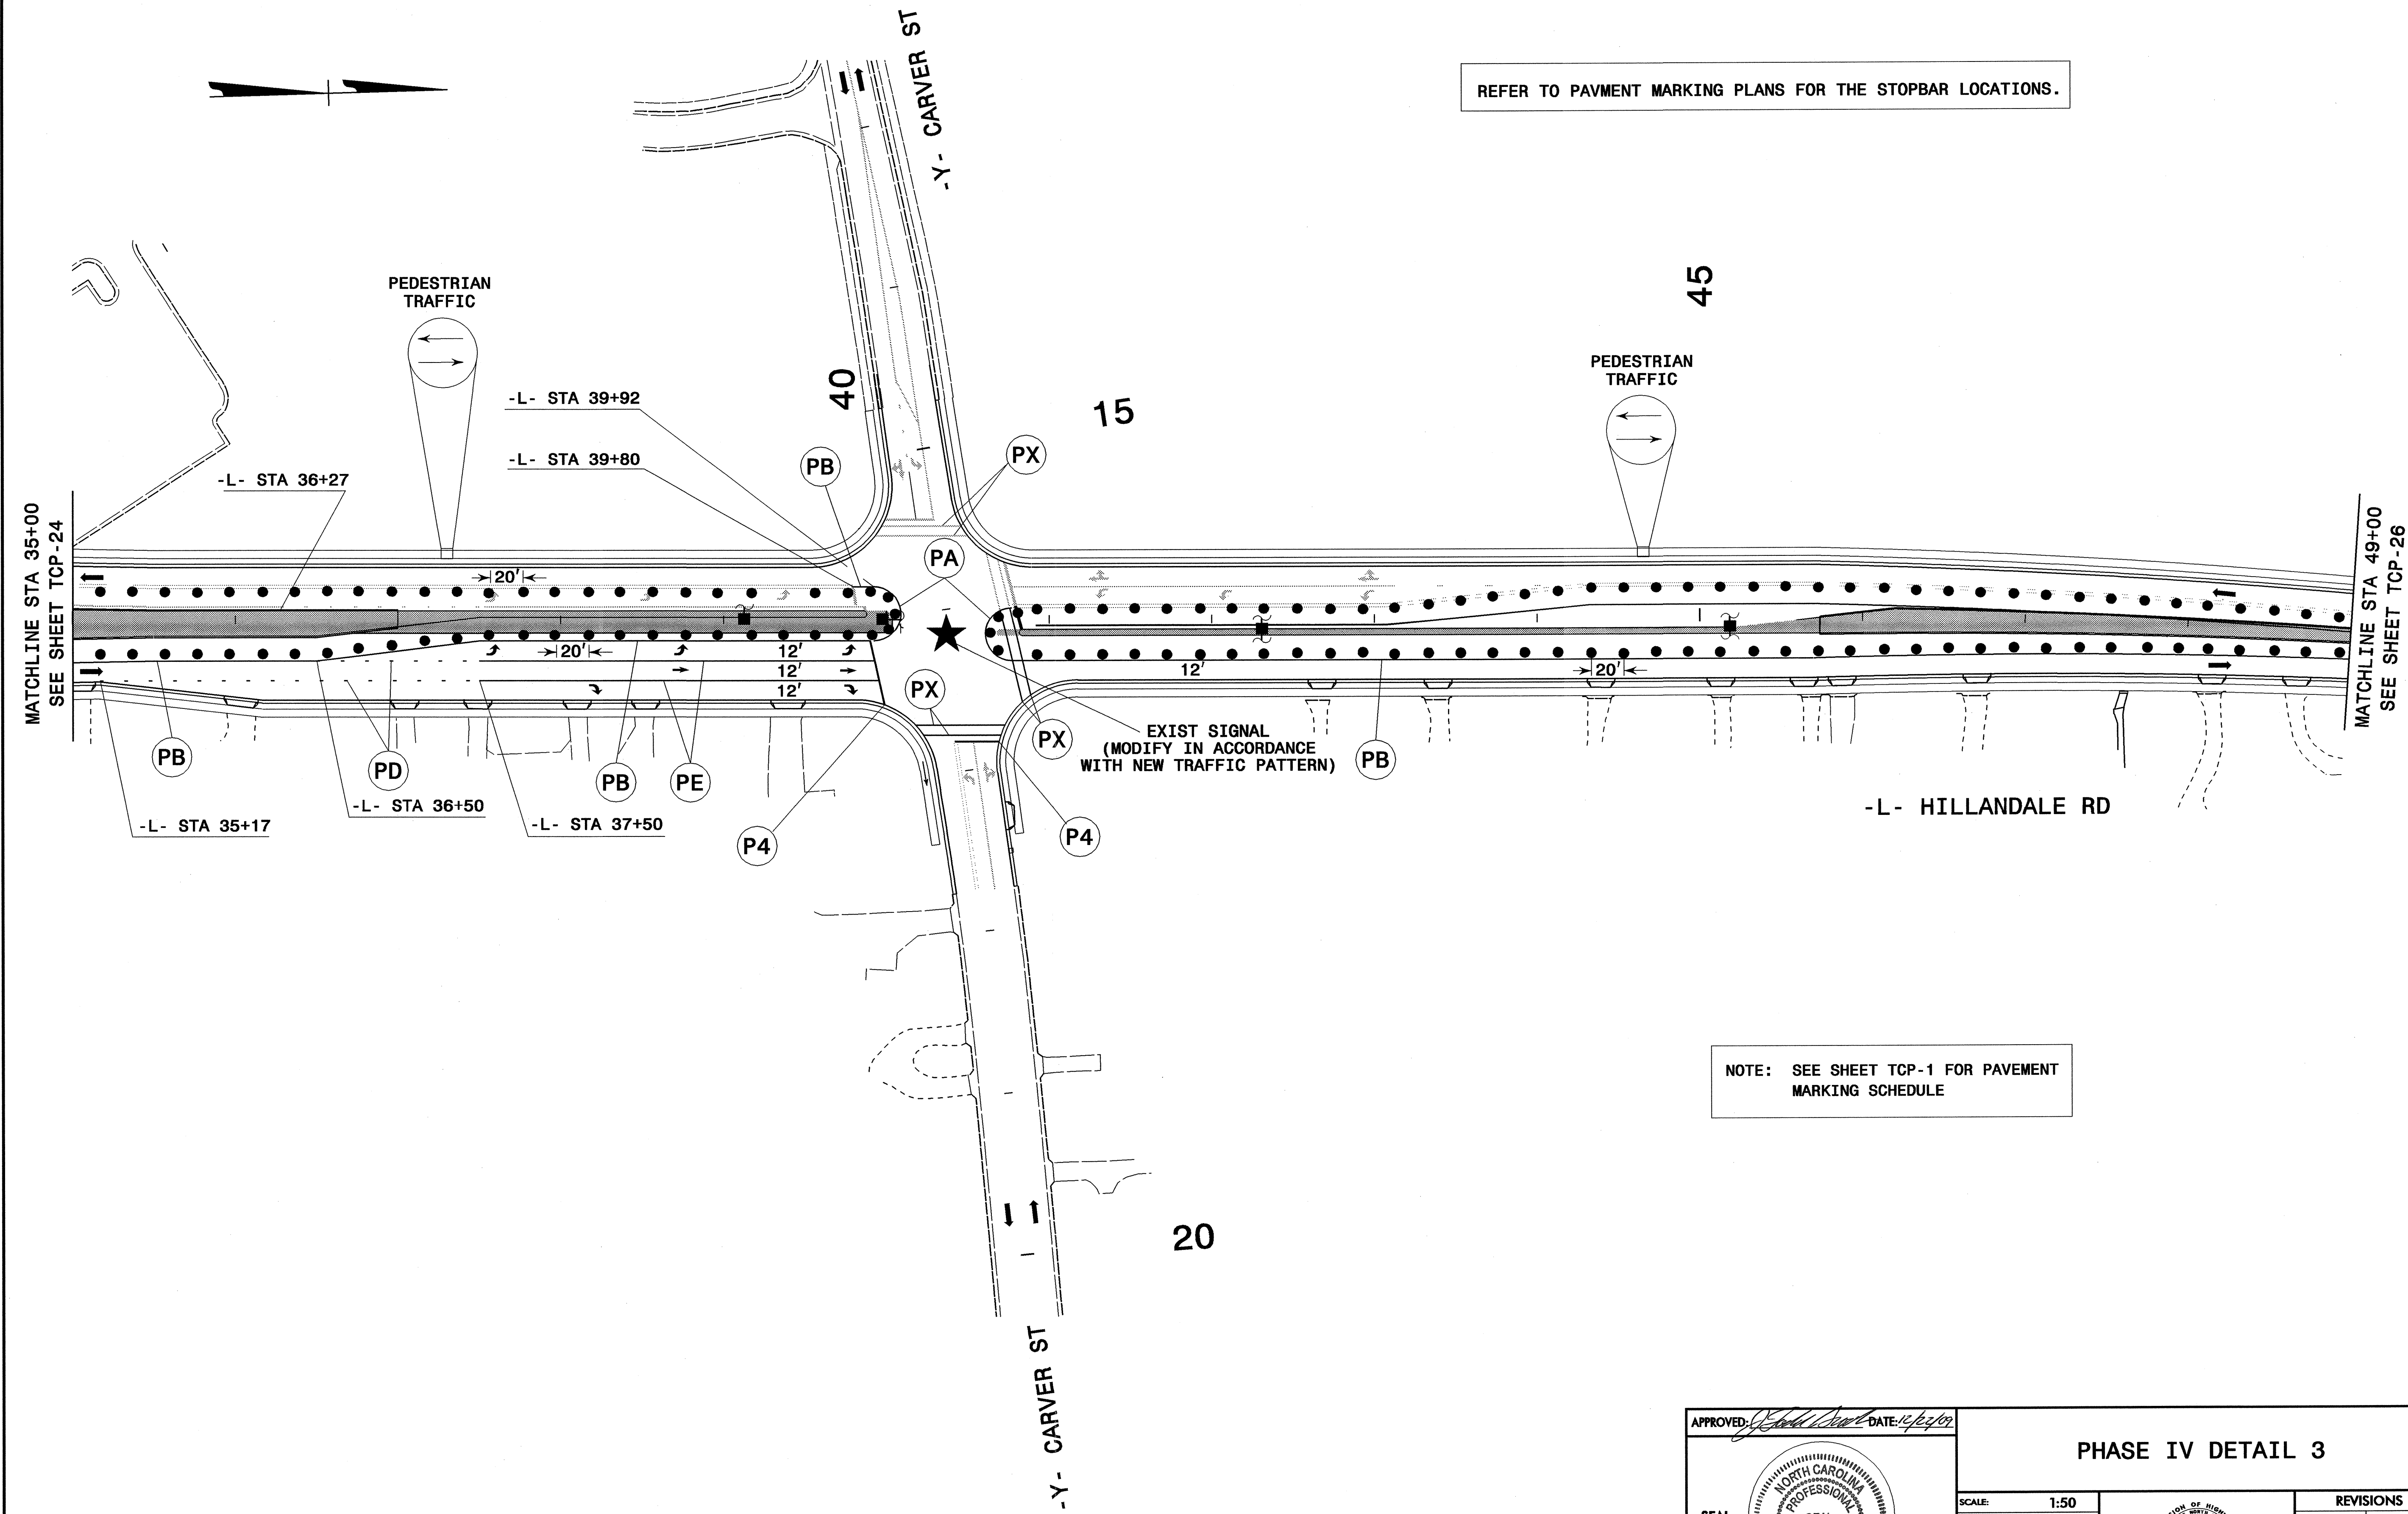 -Y- CARVER ST
REFER TO PAVMENT MARKING PLANS FOR THE STOPBAR LOCATIONS.
PEDESTRIAN
TRAFFIC
45
PEDESTRIAN
TRAFFIC
40
15
-L- STA 39+92
-L- STA 39+80
-L- STA 36+27
PB
PX
MATCHLINE STA 35+00
SEE SHEET TCP-24
MATCHLINE STA 49+00
SEE SHEET TCP-26
PA
20'
20'
12'
12'
12'
12'
20'
PX
PX
EXIST SIGNAL
(MODIFY IN ACCORDANCE
WITH NEW TRAFFIC PATTERN)
PB
PB
PD
PB
PE
-L- STA 36+50
-L- STA 35+17
-L- STA 37+50
P4
P4
-L- HILLANDALE RD
NOTE: SEE SHEET TCP-1 FOR PAVEMENT
MARKING SCHEDULE
20
-Y- CARVER ST
APPROVED: DATE: 12/22/09
PHASE IV DETAIL 3
NORTH CAROLINA
PROFESSIONAL
SCALE: 1:50
REVISIONS